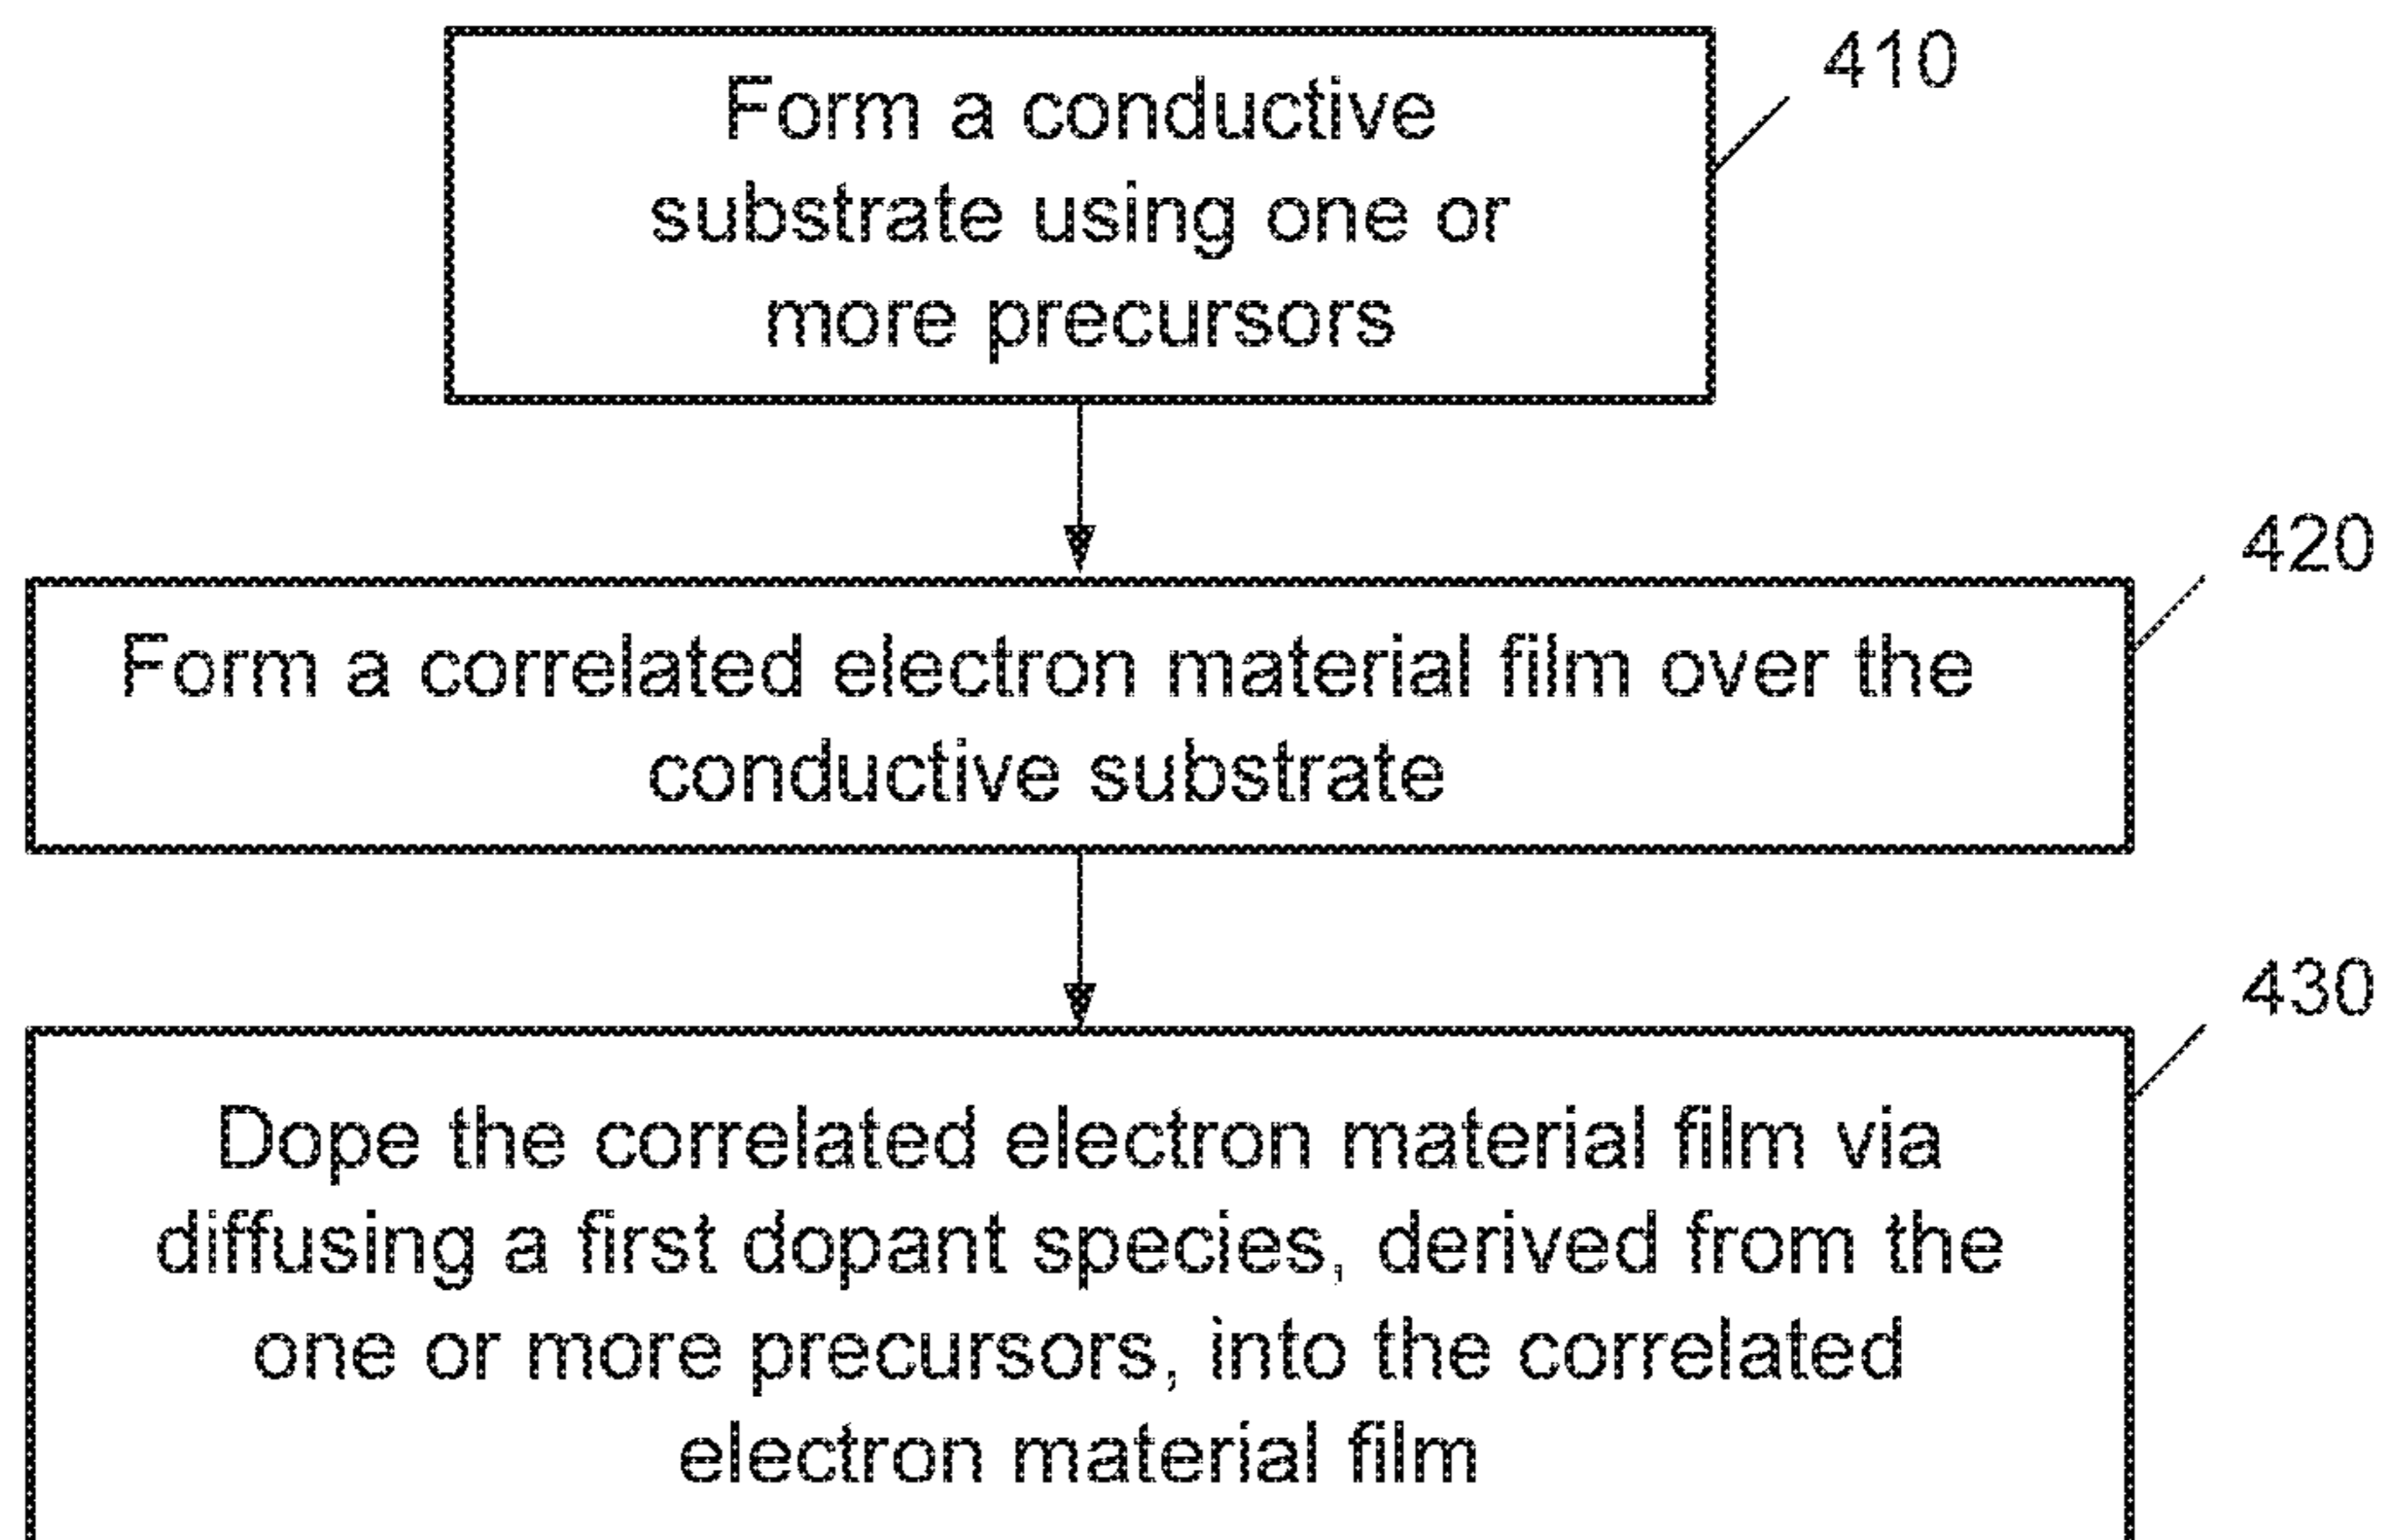 Form a conductive
substrate using one or
more precursors
410
Form a correlated electron material film over the
conductive substrate
420
Dope the correlated electron material film via
diffusing a first dopant species, derived from the
one or more precursors, into the correlated
electron material film
430